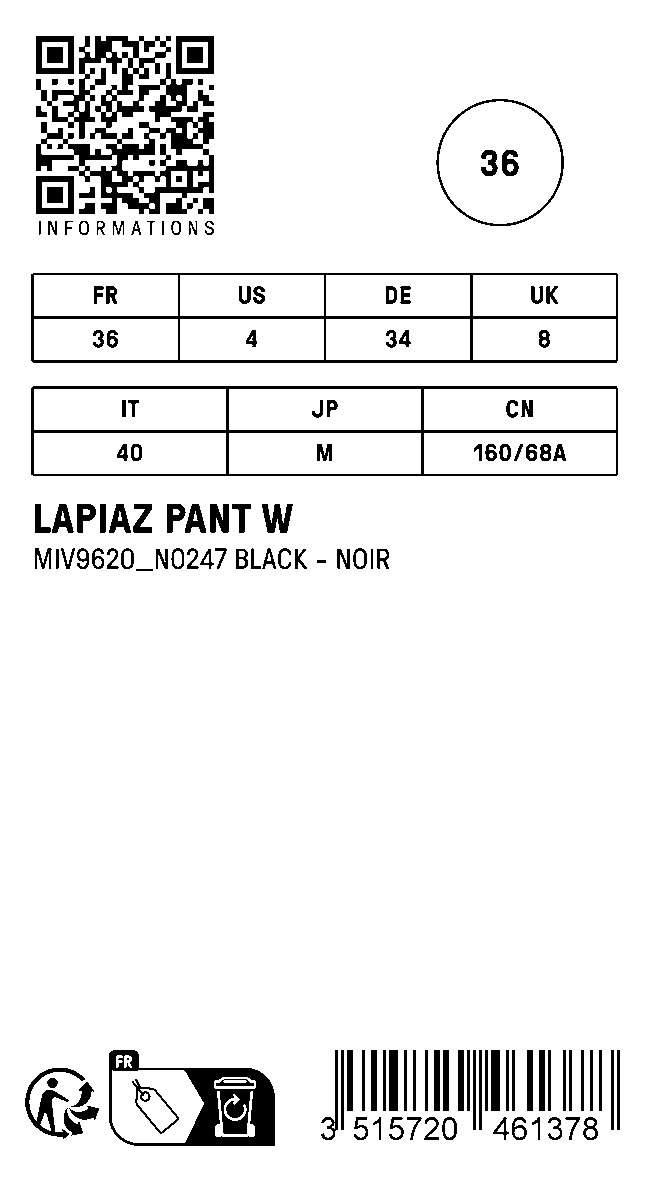 INFORMATIONS
36
FR US DE UK
36 4 34 8
IT JP CN
40 M 160/68A
LAPIAZ PANT W
MIV9620_N0247 BLACK - NOIR
FR
3 515720 461378